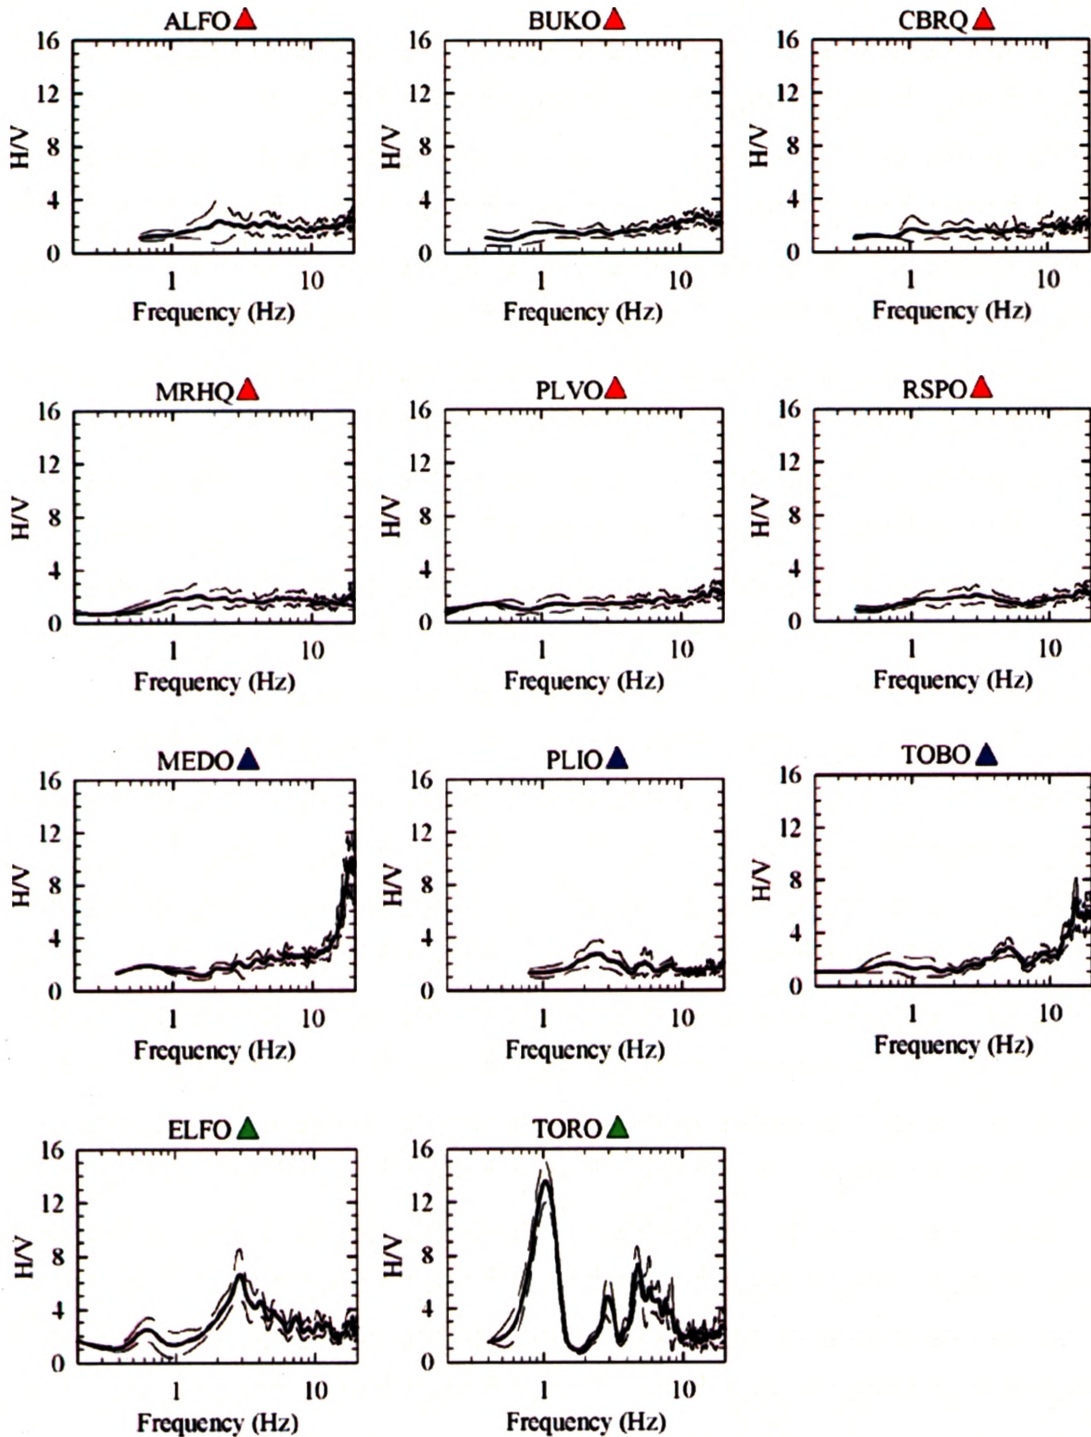 ALFO BUKO CBRQ
16 16 16
12 12 12
H/V 8 H/V 8 H/V 8
4 4 4
0 0 0
1 10 1 10 1 10
Frequency (Hz) Frequency (Hz) Frequency (Hz)
MRHQ PLVO RSPO
16 16 16
12 12 12
H/V 8 H/V 8 H/V 8
4 4 4
0 0 0
1 10 1 10 1 10
Frequency (Hz) Frequency (Hz) Frequency (Hz)
MEDO PLIO TOBO
16 16 16
12 12 12
H/V 8 H/V 8 H/V 8
4 4 4
0 0 0
1 10 1 10 1 10
Frequency (Hz) Frequency (Hz) Frequency (Hz)
ELFO TORO
16 16
12 12
H/V 8 H/V 8
4 4
0 0
1 10 1 10
Frequency (Hz) Frequency (Hz)